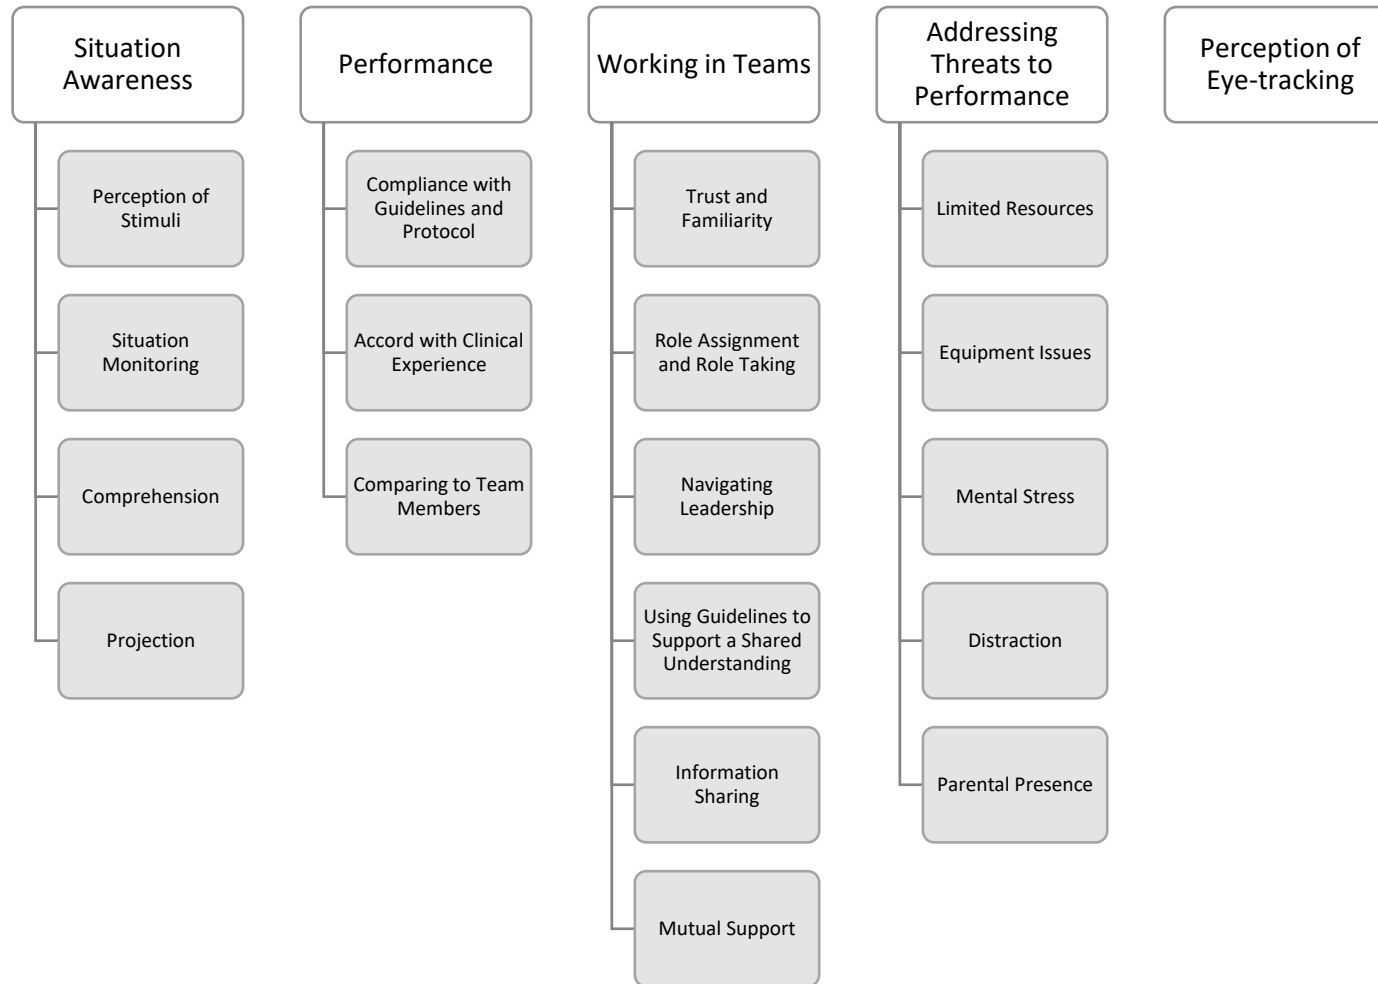 Situation
Awareness
Perception of
Stimuli
Situation
Monitoring
Comprehension
Projection
Performance
Compliance with
Guidelines and
Protocol
Accord with Clinical
Experience
Comparing to Team
Members
Working in Teams
Trust and
Familiarity
Role Assignment
and Role Taking
Navigating
Leadership
Using Guidelines to
Support a Shared
Understanding
Information
Sharing
Mutual Support
Addressing
Threats to
Performance
Limited Resources
Equipment Issues
Mental Stress
Distraction
Parental Presence
Perception of
Eye-tracking